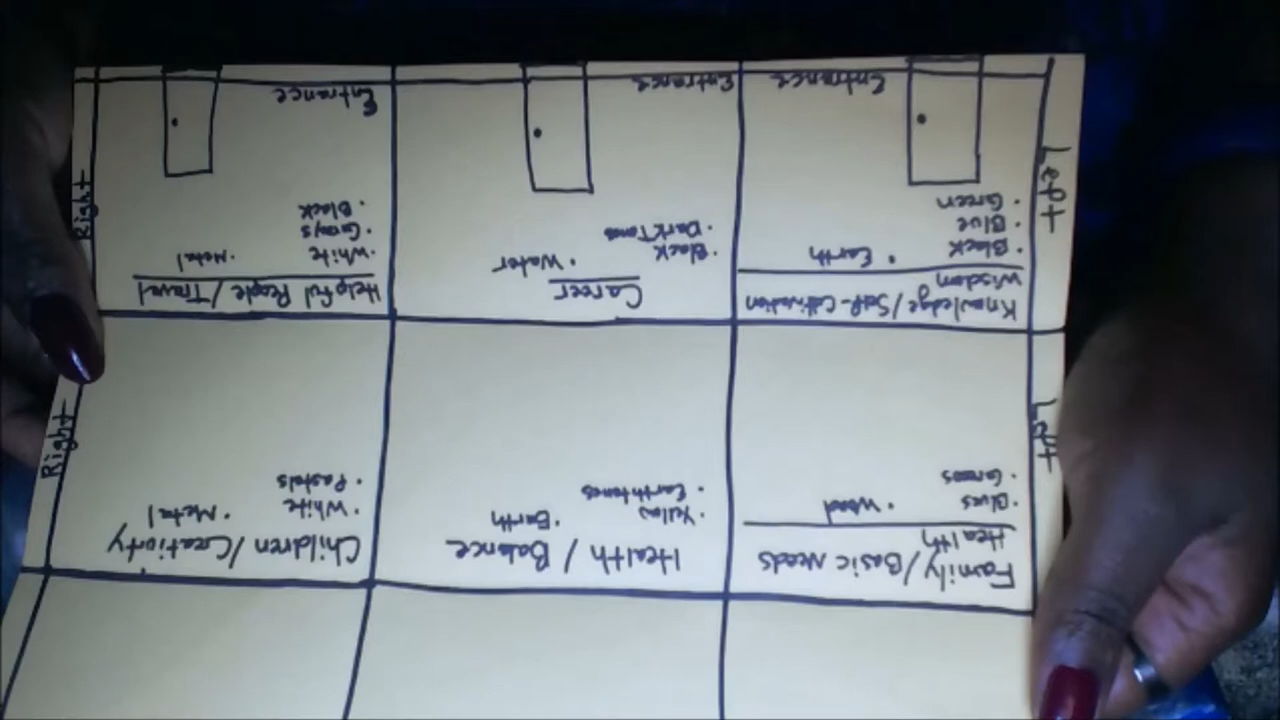 Left
Family/Basic Needs
Health
• Blues
• Greens
• Wood
Health / Balance
• Yellow
• Earthtones
• Earth
Children/Creativity
• White
• Pastels
• Metal
Right
Left
Knowledge/Self-Cultivation
Wisdom
• Black
• Blue
• Green
• Earth
Entrance
Career
• Black
• Dark Tones
• Water
Entrance
Helpful People/Travel
• White
• Grays
• Black
• Metal
Entrance
Right